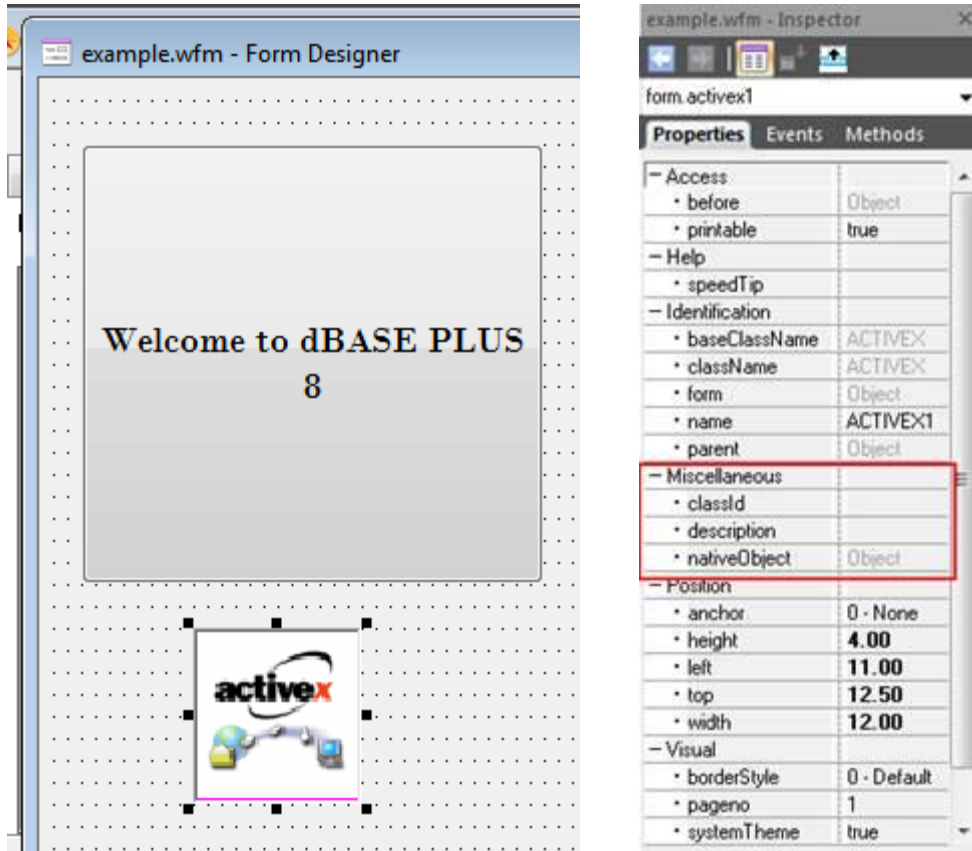 example.wfm - Form Designer
Welcome to dBASE PLUS
8
activex
example.wfm - Inspector
form.activex1
Properties Events Methods
Access
before Object
printable true
Help
speedTip
Identification
baseClassName ACTIVEX
className ACTIVEX
form Object
name ACTIVEX1
parent Object
Miscellaneous
classId
description
nativeObject Object
Position
anchor 0 - None
height 4.00
left 11.00
top 12.50
width 12.00
Visual
borderStyle 0 - Default
pageno 1
systemTheme true